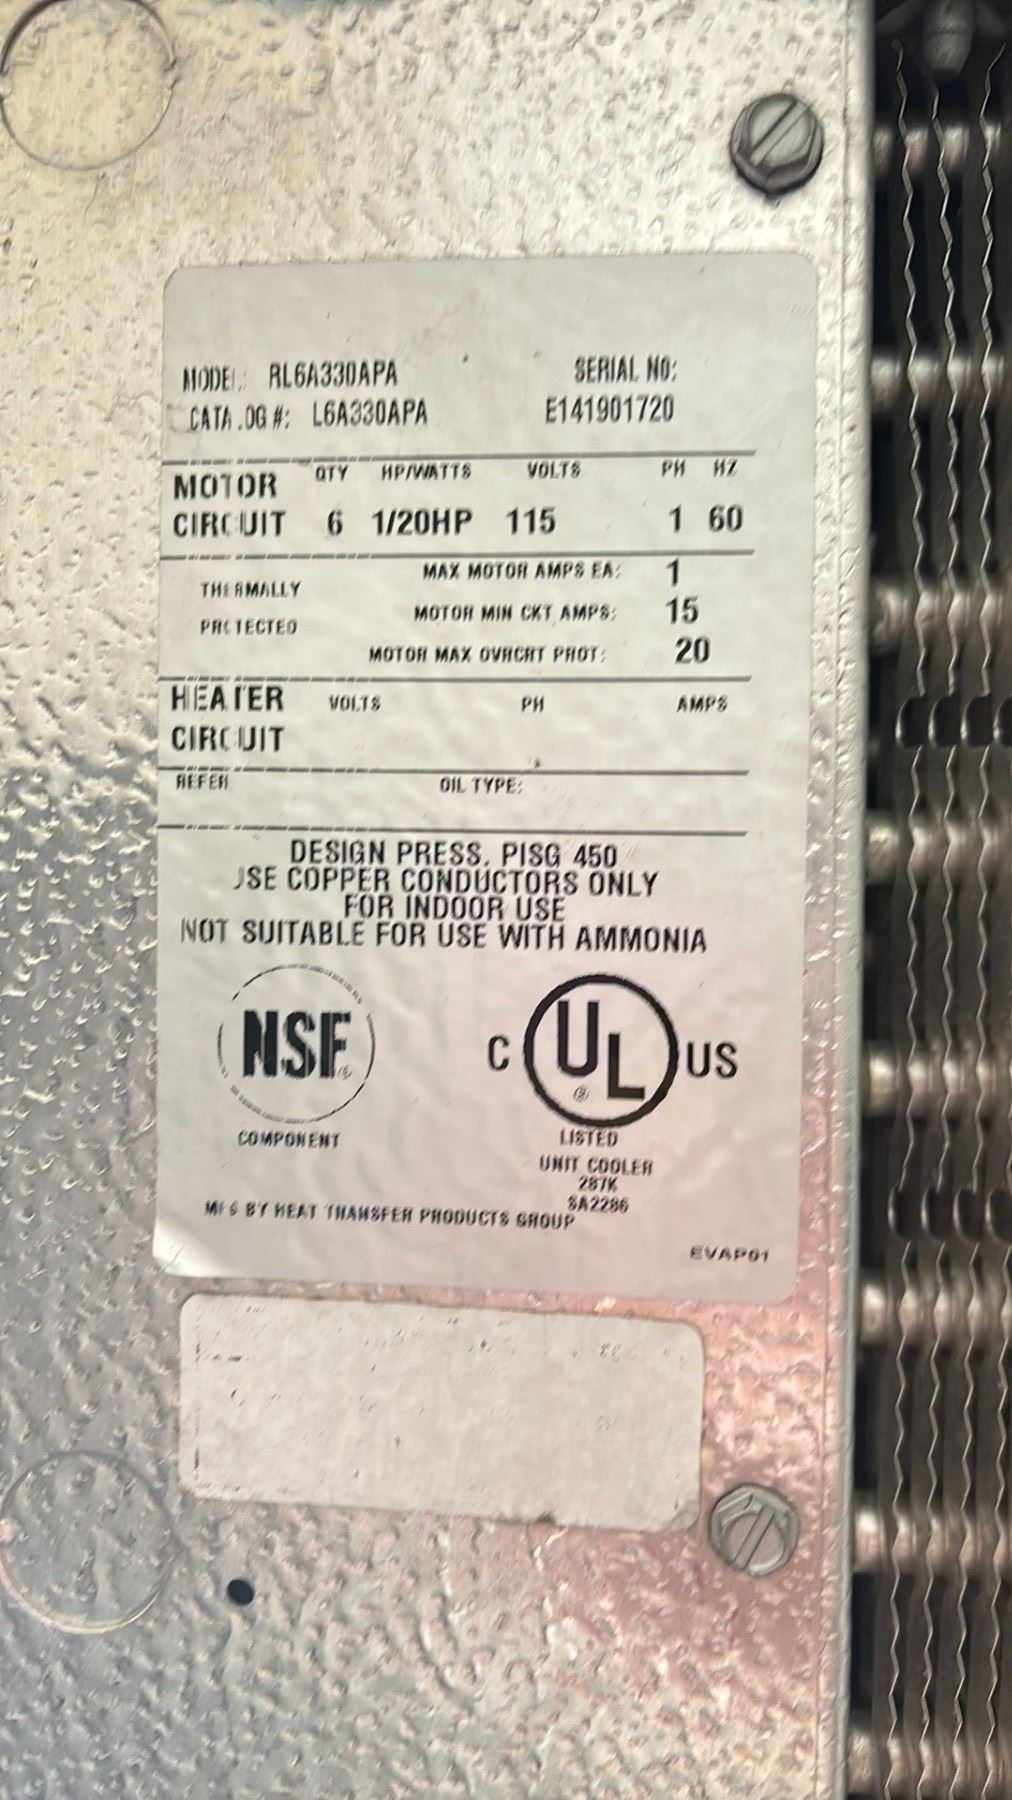 MODEL: RL6A330APA SERIAL NO:
CATALOG #: L6A330APA E141901720
MOTOR QTY HP/WATTS VOLTS PH HZ
CIRCUIT 6 1/20HP 115 1 60
THERMALLY MAX MOTOR AMPS EA: 1
PROTECTED MOTOR MIN CKT AMPS: 15
MOTOR MAX OVRCRT PROT: 20
HEATER VOLTS PH AMPS
CIRCUIT
REFER OIL TYPE:
DESIGN PRESS. PISG 450
USE COPPER CONDUCTORS ONLY
FOR INDOOR USE
NOT SUITABLE FOR USE WITH AMMONIA
NSF®
C UL® US
COMPONENT LISTED
UNIT COOLER
287K
SA2286
MFG BY HEAT TRANSFER PRODUCTS GROUP
EVAP01